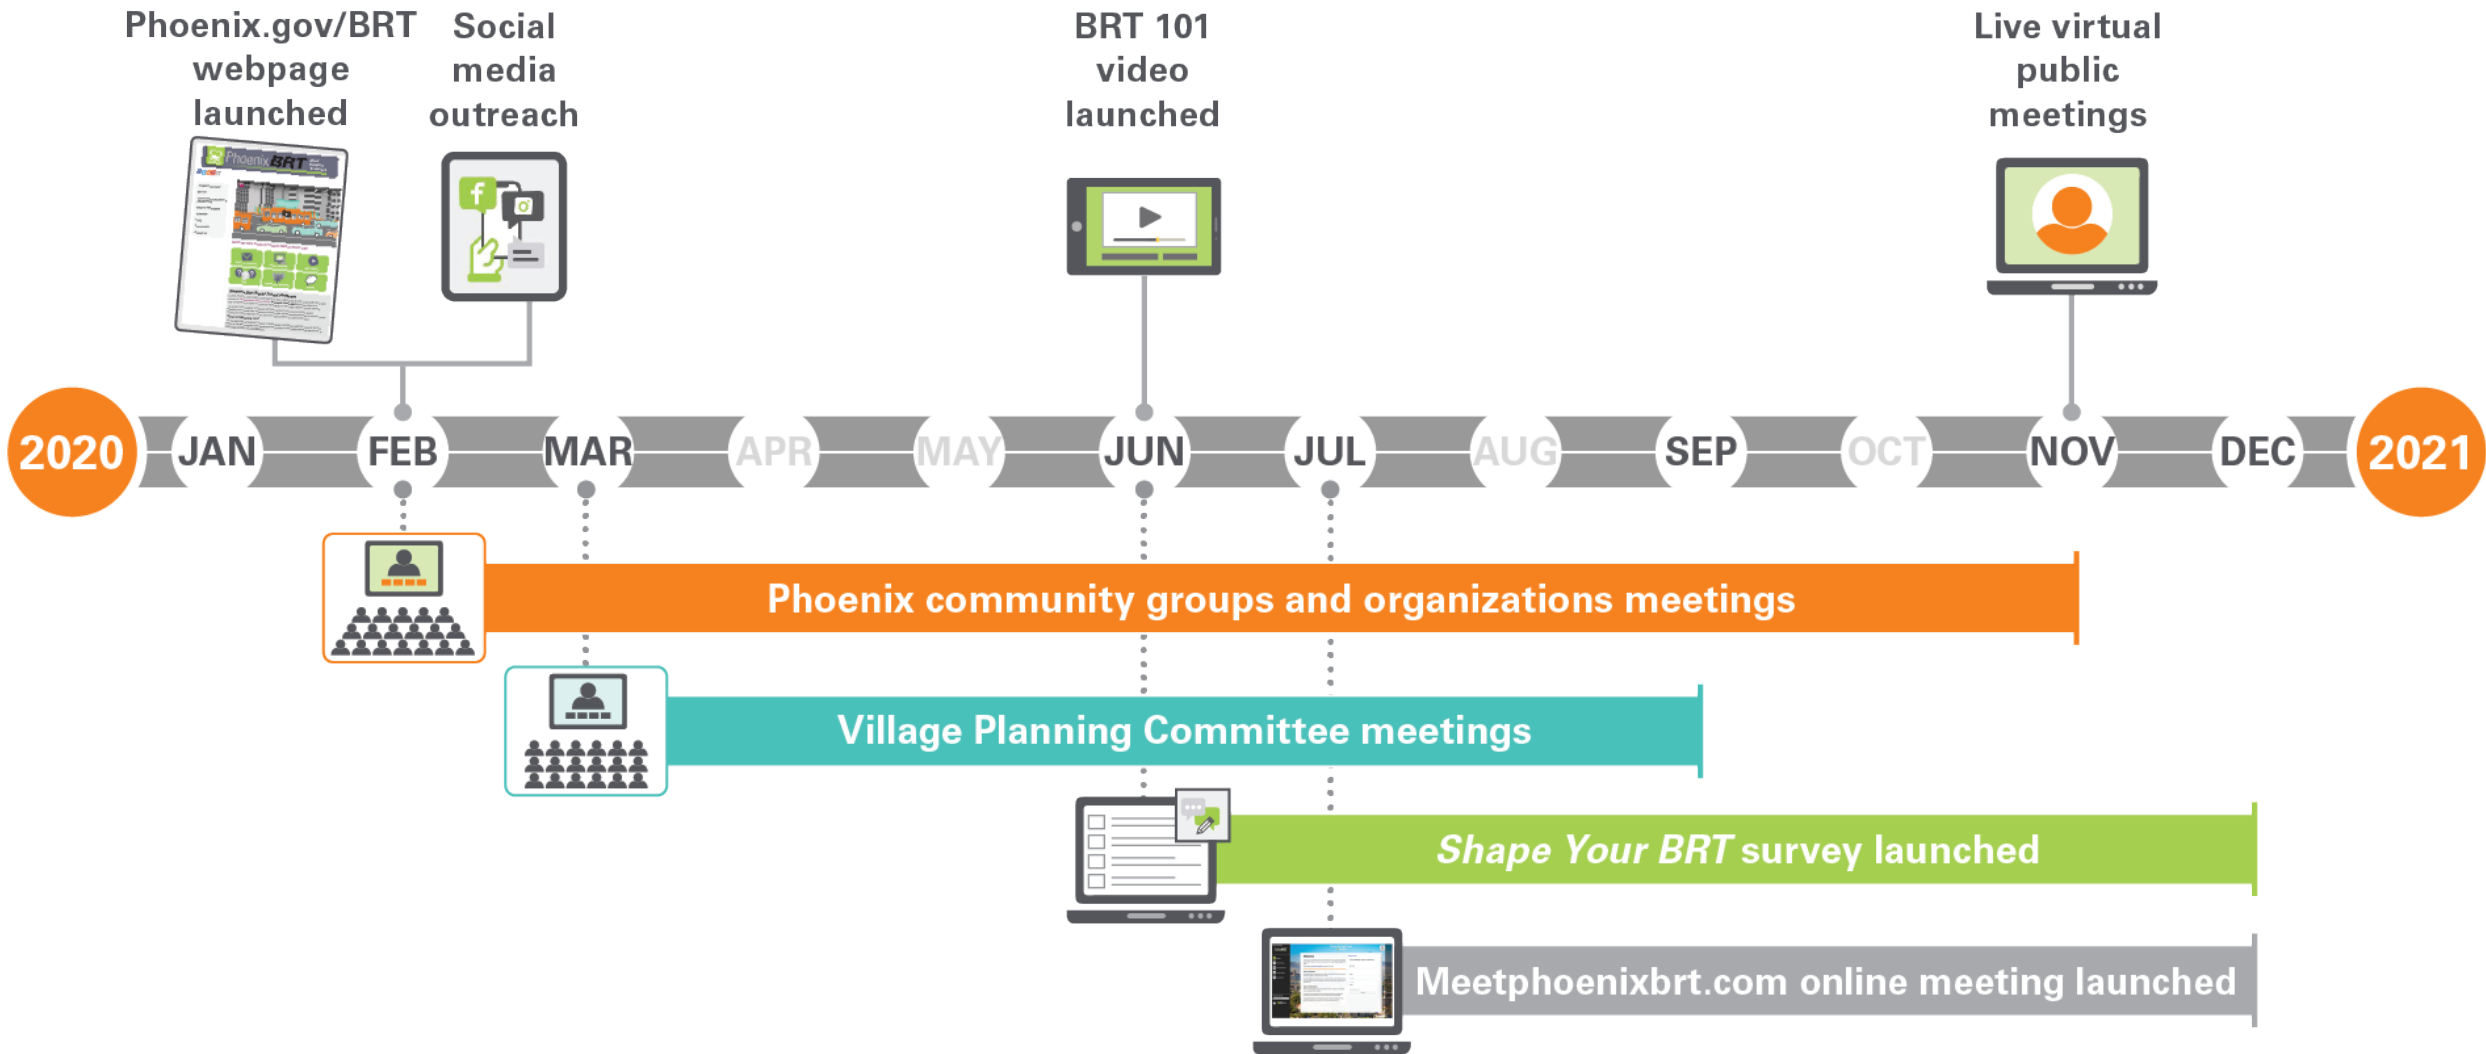 Phoenix.gov/BRT
webpage
launched
Social
media
outreach
BRT 101
video
launched
Live virtual
public
meetings
Phoenix BRT
2020
JAN
FEB
MAR
APR
MAY
JUN
JUL
AUG
SEP
OCT
NOV
DEC
2021
Phoenix community groups and organizations meetings
Village Planning Committee meetings
Shape Your BRT survey launched
Meetphoenixbrt.com online meeting launched